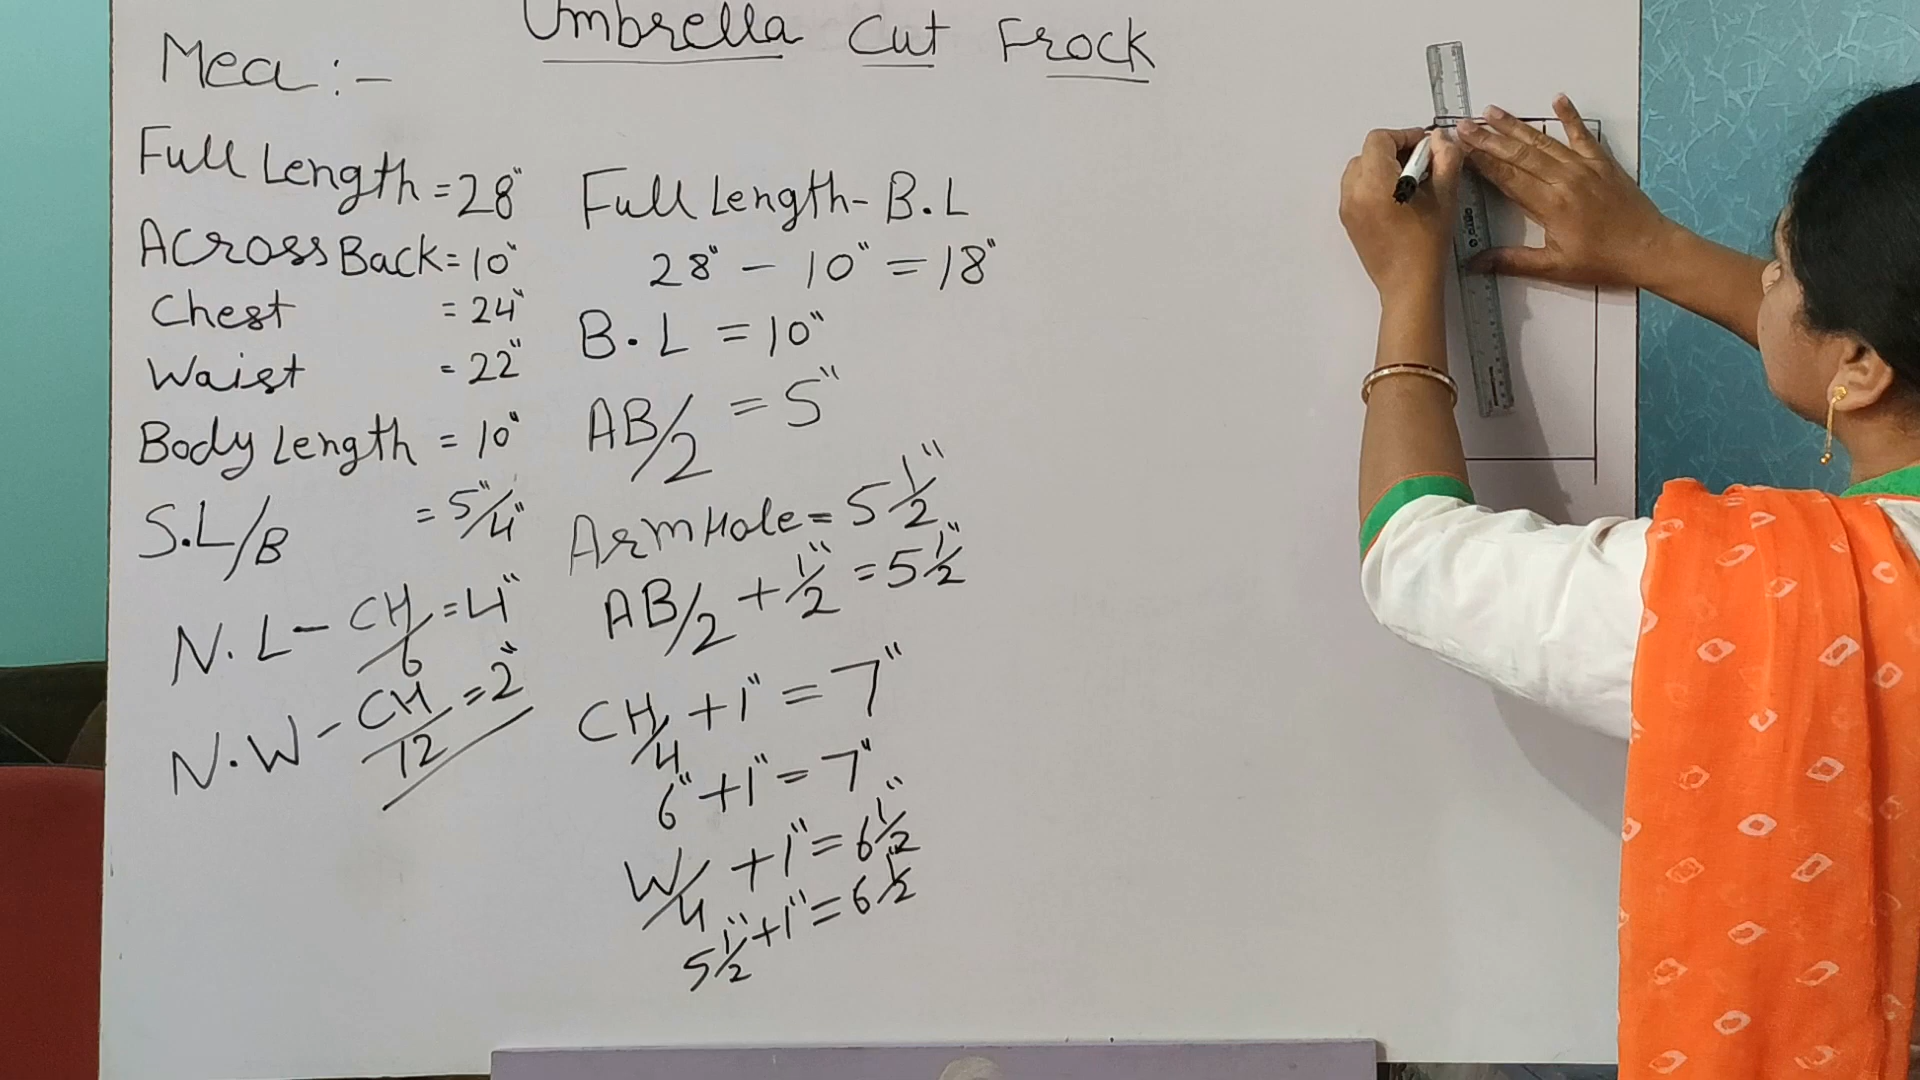 Umbrella Cut Frock
Mea :-
Full Length = 28"
Across Back = 10"
Chest = 24"
Waist = 22"
Body Length = 10"
S.L/B = 5"/4"
N.L - CH/6 = 4"
N.W - CH/12 = 2"
Full Length - B.L
28" - 10" = 18"
B.L = 10"
AB/2 = 5"
Arm Hole = 5 1/2"
AB/2 + 1/2" = 5 1/2"
CH/4 + 1" = 7"
6" + 1" = 7"
W/4 + 1" = 6 1/2"
5 1/2" + 1" = 6 1/2"